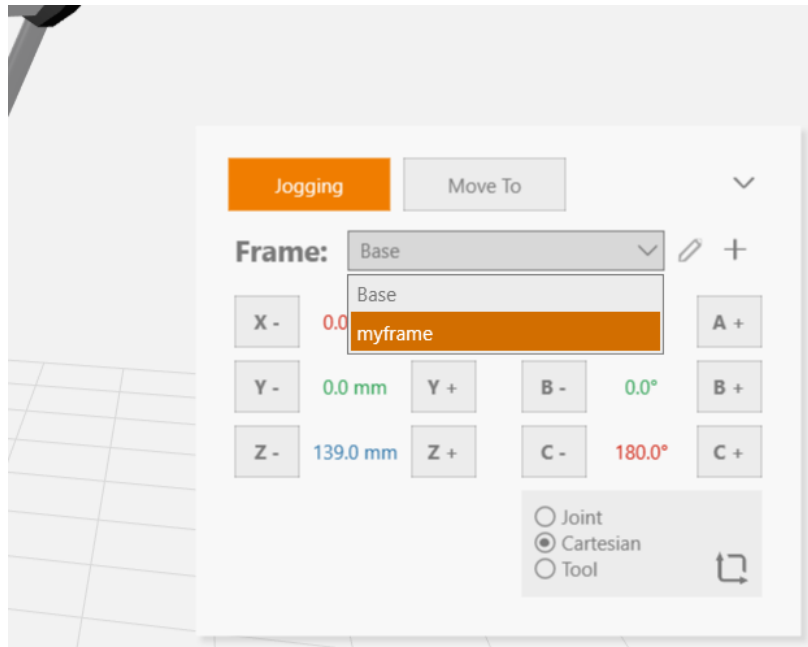 Jogging Move To
Frame: Base
Base
myframe
X - 0.0 A +
Y - 0.0 mm Y + B - 0.0° B +
Z - 139.0 mm Z + C - 180.0° C +
Joint
Cartesian
Tool